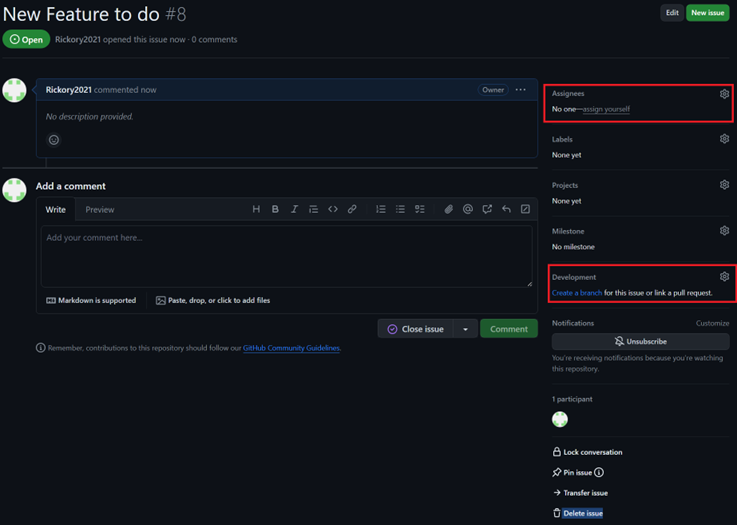 New Feature to do #8
Edit
New issue
Open
Rickory2021 opened this issue now · 0 comments
Rickory2021 commented now
Owner
No description provided.
Add a comment
Write
Preview
Add your comment here...
Markdown is supported
Paste, drop, or click to add files
Close issue
Comment
Remember, contributions to this repository should follow our GitHub Community Guidelines.
Assignees
No one—assign yourself
Labels
None yet
Projects
None yet
Milestone
No milestone
Development
Create a branch for this issue or link a pull request.
Notifications
Customize
Unsubscribe
You're receiving notifications because you're watching
this repository.
1 participant
Lock conversation
Pin issue
Transfer issue
Delete issue